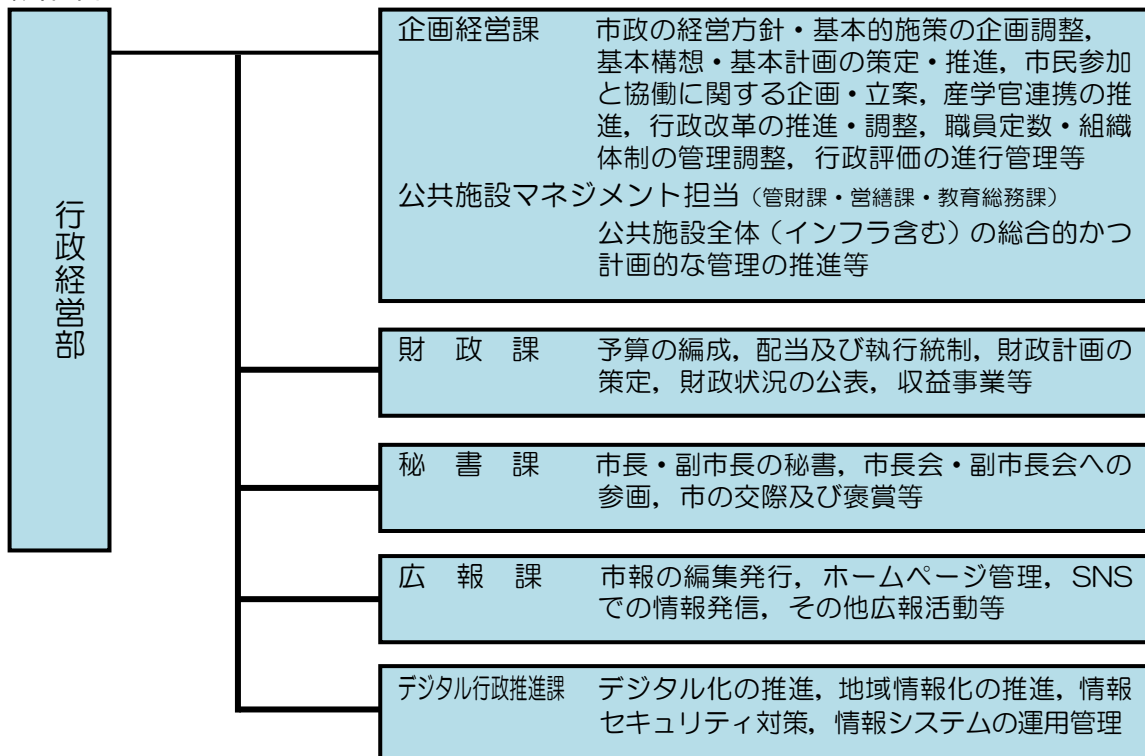 行政経営部
企画経営課 市政の経営方針・基本的施策の企画調整,
基本構想・基本計画の策定・推進, 市民参加
と協働に関する企画・立案, 産学官連携の推
進, 行政改革の推進・調整, 職員定数・組織
体制の管理調整, 行政評価の進行管理等
公共施設マネジメント担当（管財課・営繕課・教育総務課）
公共施設全体（インフラ含む）の総合的かつ
計画的な管理の推進等
財 政 課 予算の編成, 配当及び執行統制, 財政計画の
策定, 財政状況の公表, 収益事業等
秘 書 課 市長・副市長の秘書, 市長会・副市長会への
参画, 市の交際及び褒賞等
広 報 課 市報の編集発行, ホームページ管理, SNS
での情報発信, その他広報活動等
デジタル行政推進課 デジタル化の推進, 地域情報化の推進, 情報
セキュリティ対策, 情報システムの運用管理